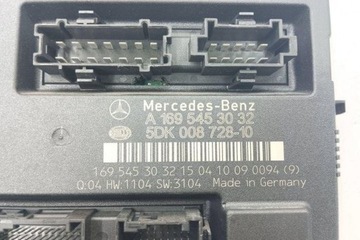 Mercedes-Benz
A 169 545 30 32
5DK 008 728-10
169 545 30 32 15 04 10 09 0094 (9)
Q:04 HW:1104 SW:3104 Made in Germany